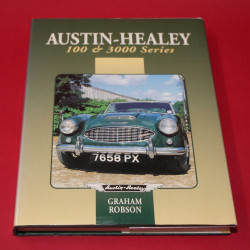 AUSTIN-HEALEY
100 & 3000 Series
7658 PX
Austin-Healey
GRAHAM
ROBSON